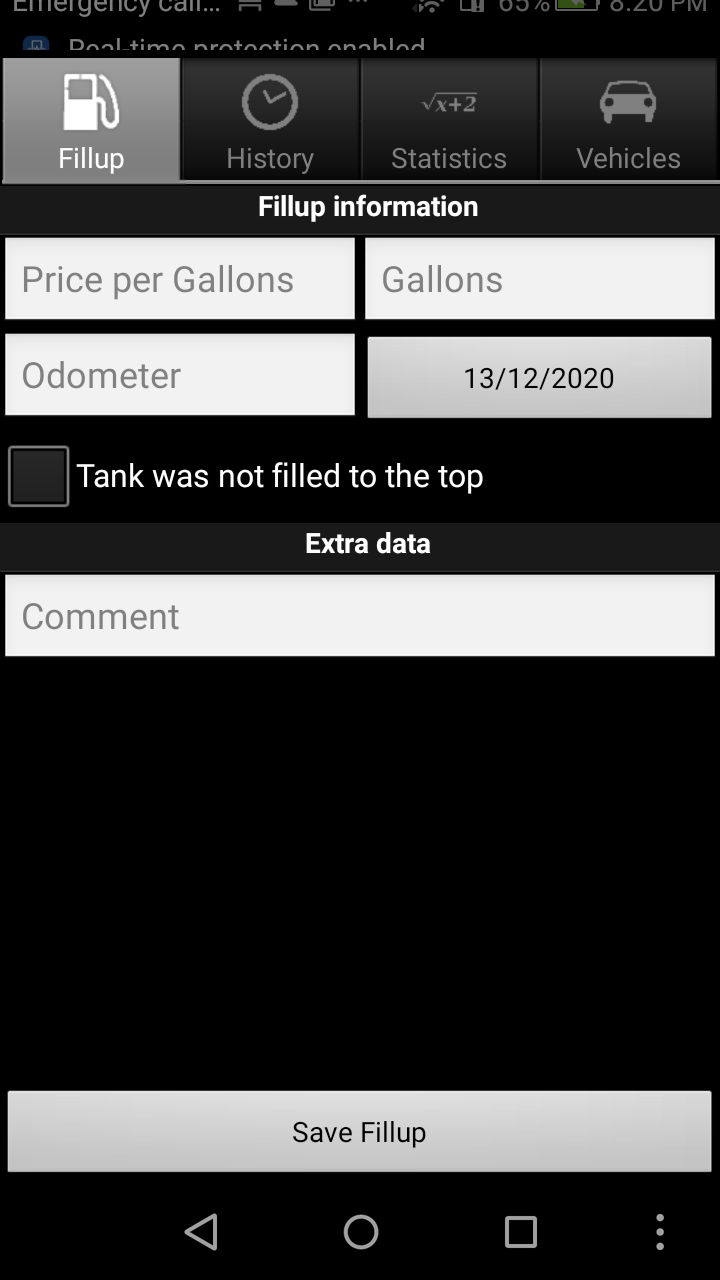 Emergency call... 65% 8:20 PM
Real-time protection enabled
Fillup History √x+2 Statistics Vehicles
Fillup information
Price per Gallons Gallons
Odometer 13/12/2020
Tank was not filled to the top
Extra data
Comment
Save Fillup